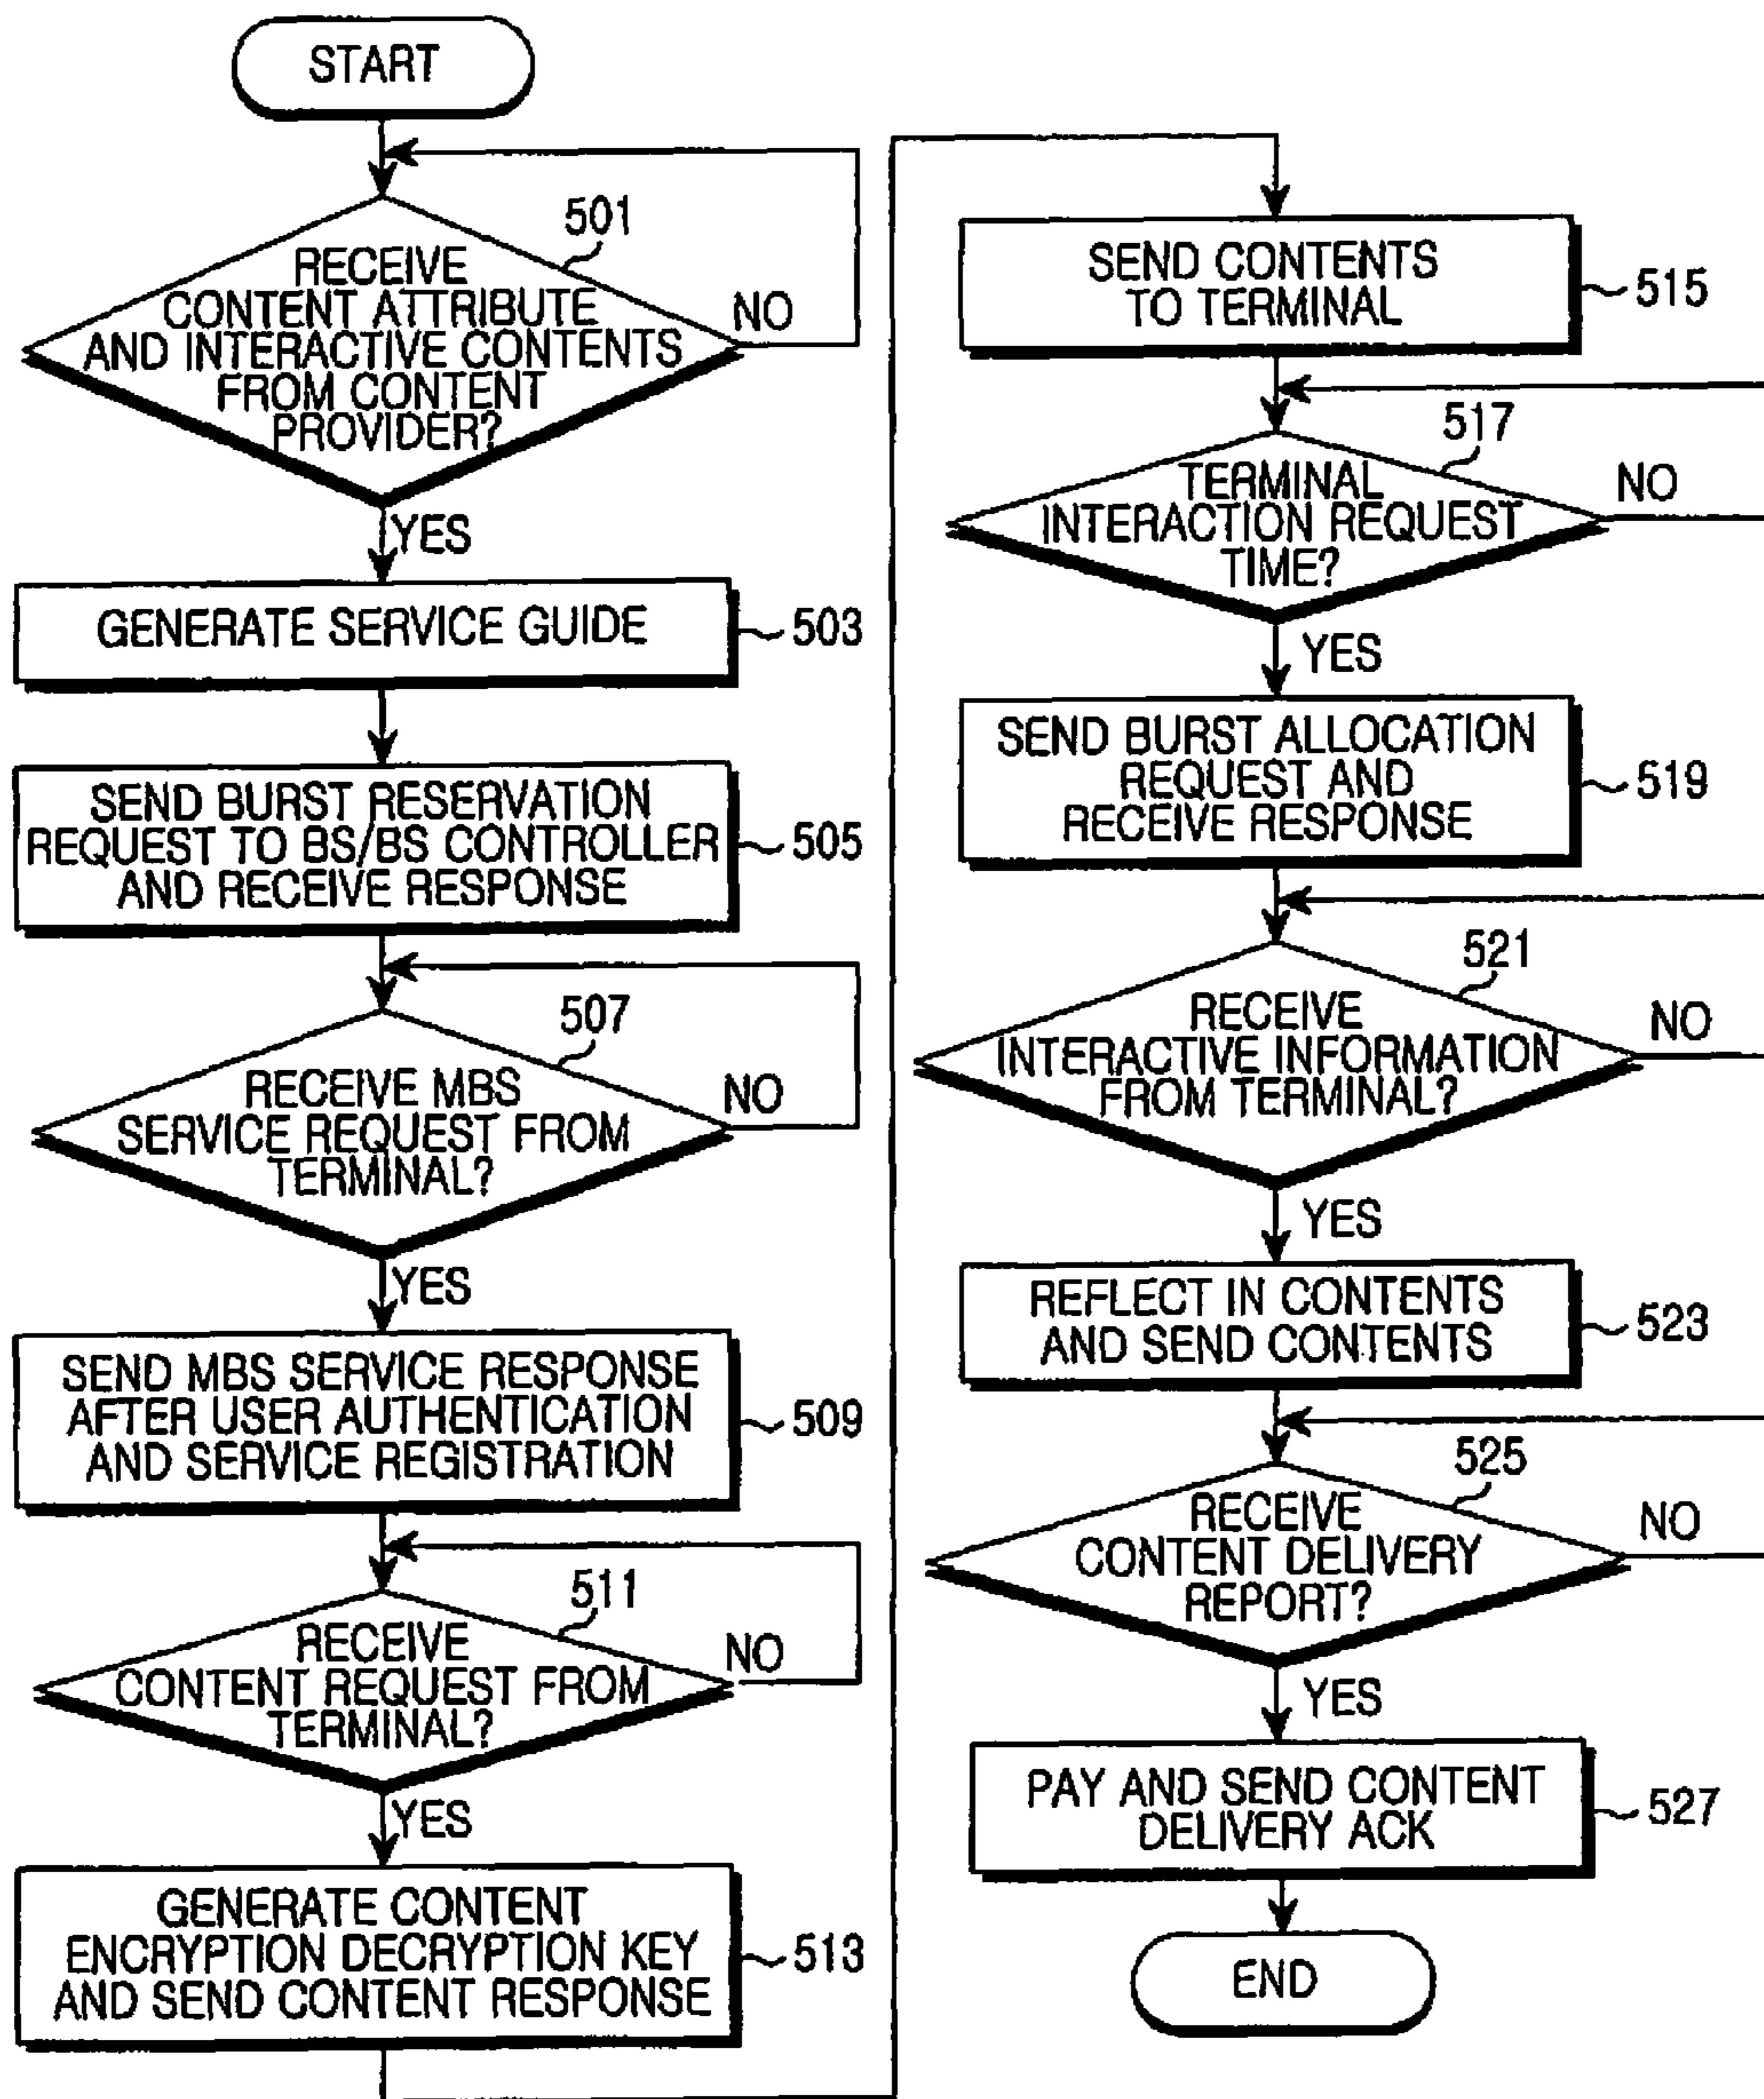 START
501
RECEIVE
CONTENT ATTRIBUTE
AND INTERACTIVE CONTENTS
FROM CONTENT
PROVIDER?
NO
YES
GENERATE SERVICE GUIDE
503
SEND BURST RESERVATION
REQUEST TO BS/BS CONTROLLER
AND RECEIVE RESPONSE
505
507
RECEIVE MBS
SERVICE REQUEST FROM
TERMINAL?
NO
YES
SEND MBS SERVICE RESPONSE
AFTER USER AUTHENTICATION
AND SERVICE REGISTRATION
509
511
RECEIVE
CONTENT REQUEST FROM
TERMINAL?
NO
YES
GENERATE CONTENT
ENCRYPTION DECRYPTION KEY
AND SEND CONTENT RESPONSE
513
SEND CONTENTS
TO TERMINAL
515
517
TERMINAL
INTERACTION REQUEST
TIME?
NO
YES
SEND BURST ALLOCATION
REQUEST AND
RECEIVE RESPONSE
519
521
RECEIVE
INTERACTIVE INFORMATION
FROM TERMINAL?
NO
YES
REFLECT IN CONTENTS
AND SEND CONTENTS
523
525
RECEIVE
CONTENT DELIVERY
REPORT?
NO
YES
PAY AND SEND CONTENT
DELIVERY ACK
527
END